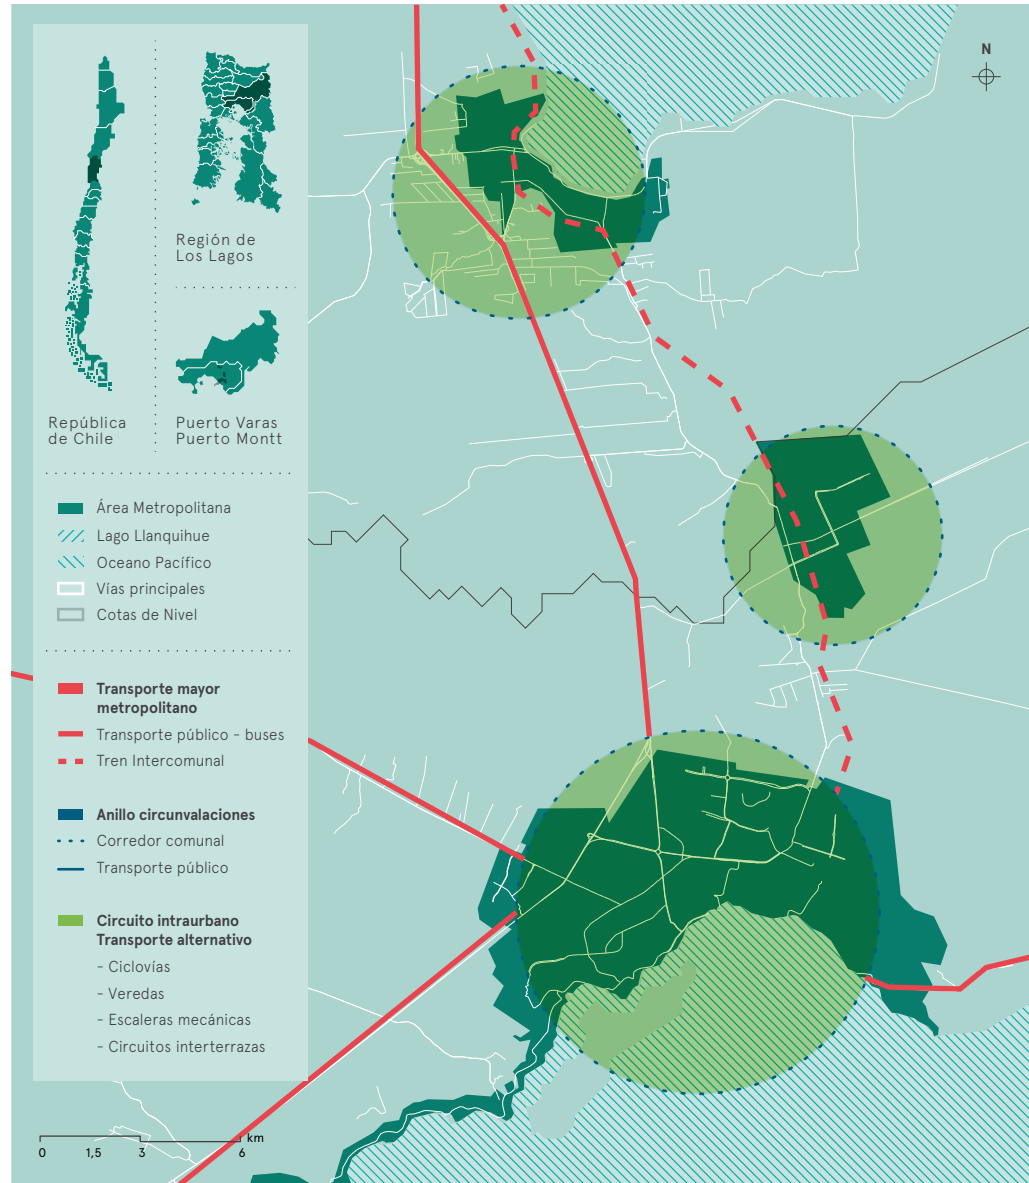 N
Región de
Los Lagos
República
de Chile
Puerto Varas
Puerto Montt
Área Metropolitana
Lago Llanquihue
Oceano Pacífico
Vías principales
Cotas de Nivel
Transporte mayor
metropolitano
Transporte público - buses
Tren Intercomunal
Anillo circunvalaciones
Corredor comunal
Transporte público
Circuito intraurbano
Transporte alternativo
- Ciclovías
- Veredas
- Escaleras mecánicas
- Circuitos interterrazas
km
0 1,5 3 6